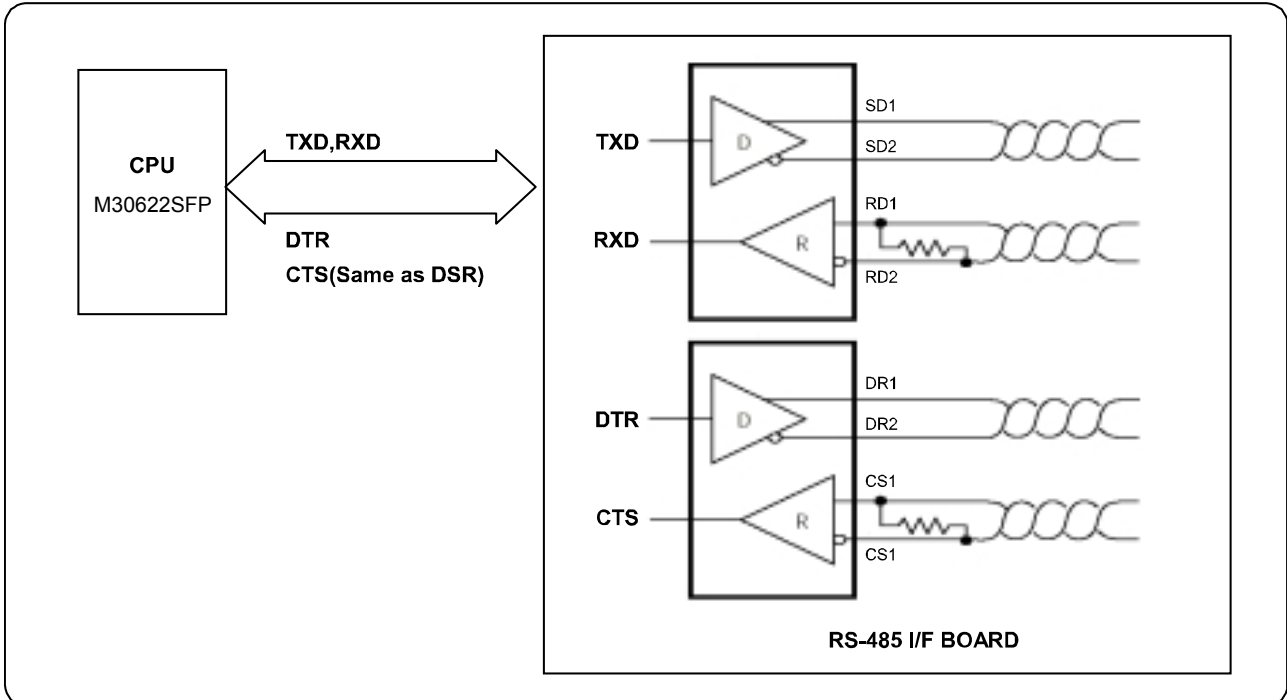 CPU
M30622SFP
TXD,RXD
DTR
CTS(Same as DSR)
TXD
D
SD1
SD2
RXD
R
RD1
RD2
DTR
D
DR1
DR2
CTS
R
CS1
CS1
RS-485 I/F BOARD